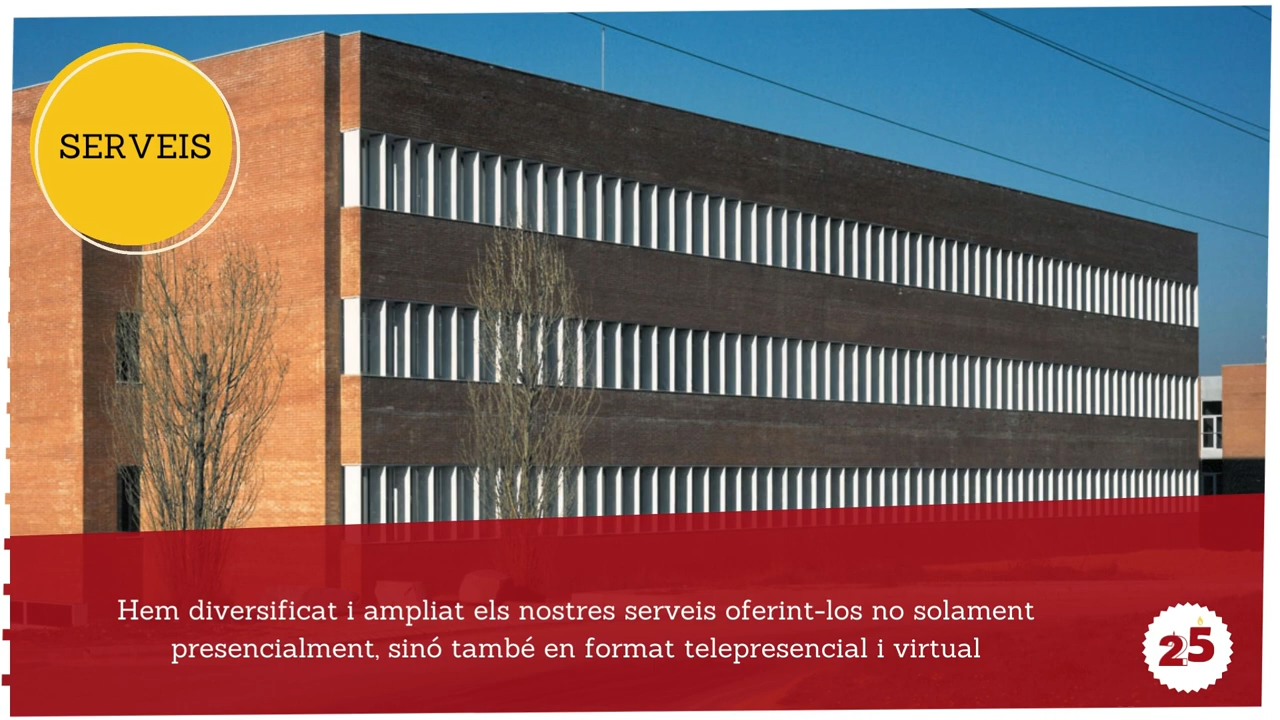 SERVEIS
Hem diversificat i ampliat els nostres serveis oferint-los no solament
presencialment, sinó també en format telepresencial i virtual
25